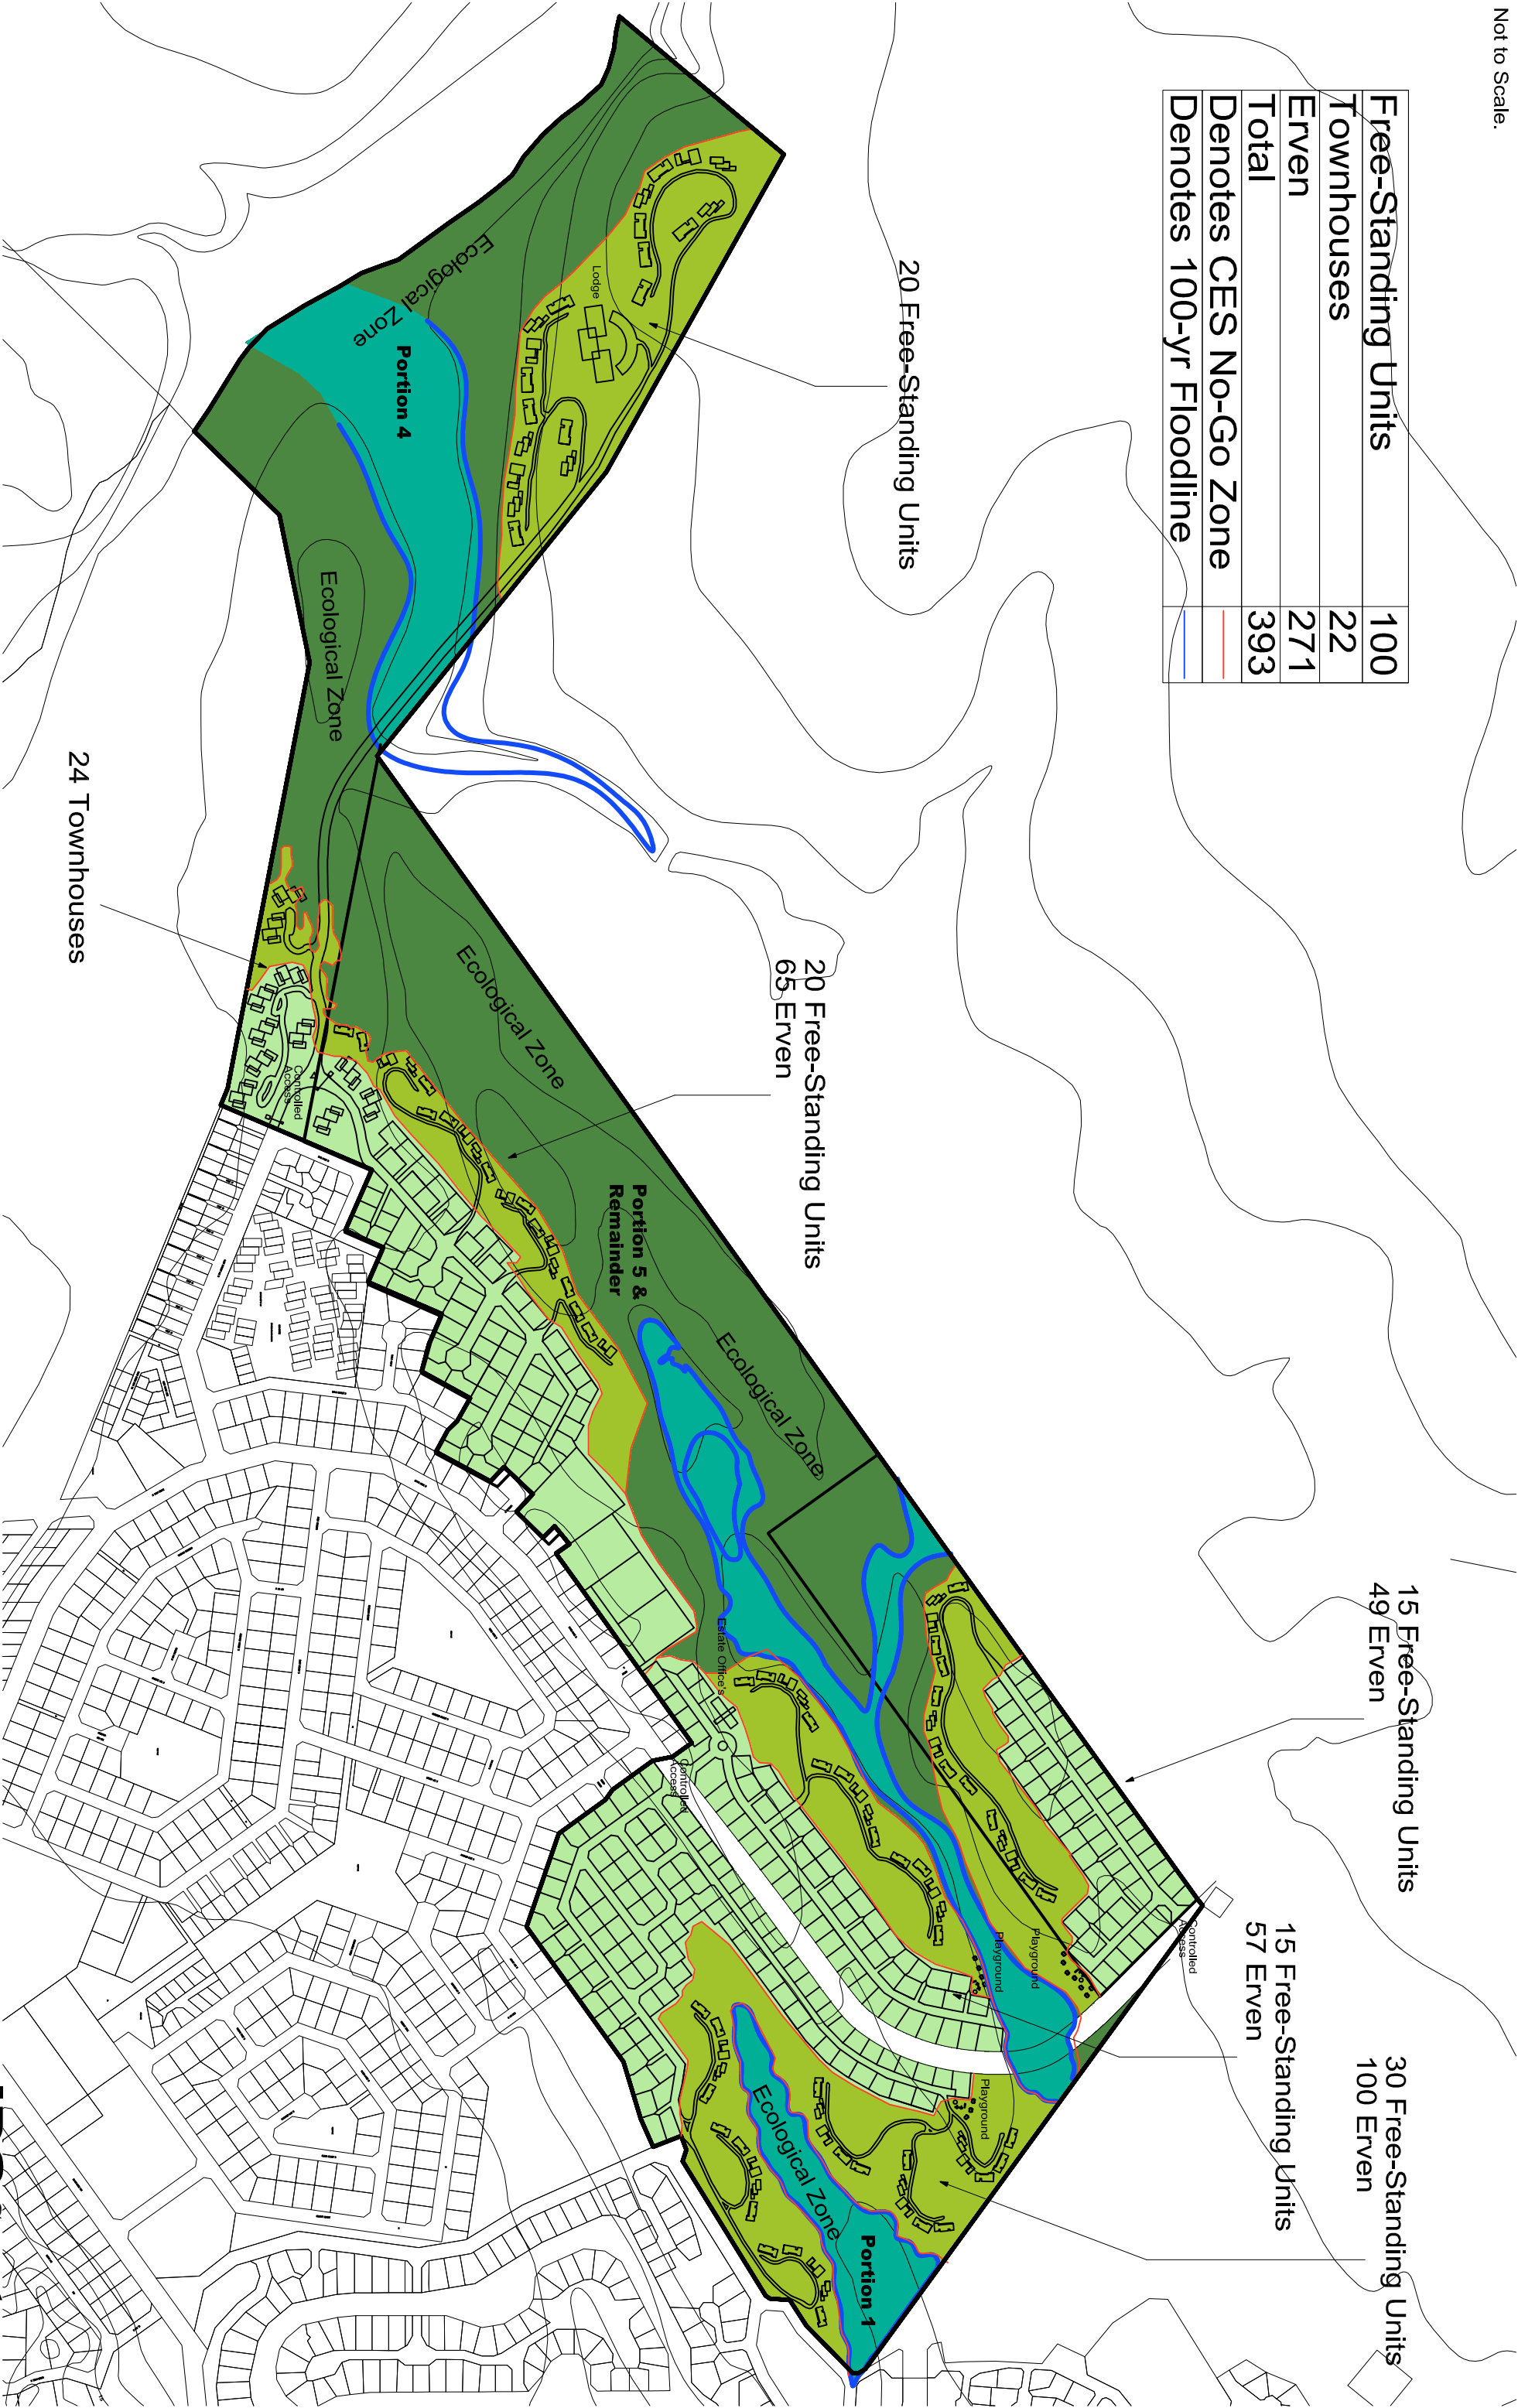 Not to Scale.
Free-Standing Units 100
Townhouses 22
Erven 271
Total 393
Denotes CES No-Go Zone
Denotes 100-yr Floodline
20 Free-Standing Units
Lodge
Ecological Zone
Portion 4
Ecological Zone
24 Townhouses
Controlled
Access
20 Free-Standing Units
65 Erven
Ecological Zone
Portion 5 &
Remainder
Ecological Zone
Estate Office's
Controlled
Access
15 Free-Standing Units
49 Erven
Controlled
Access
Playground
Playground
15 Free-Standing Units
57 Erven
30 Free-Standing Units
100 Erven
Playground
Ecological Zone
Portion 1